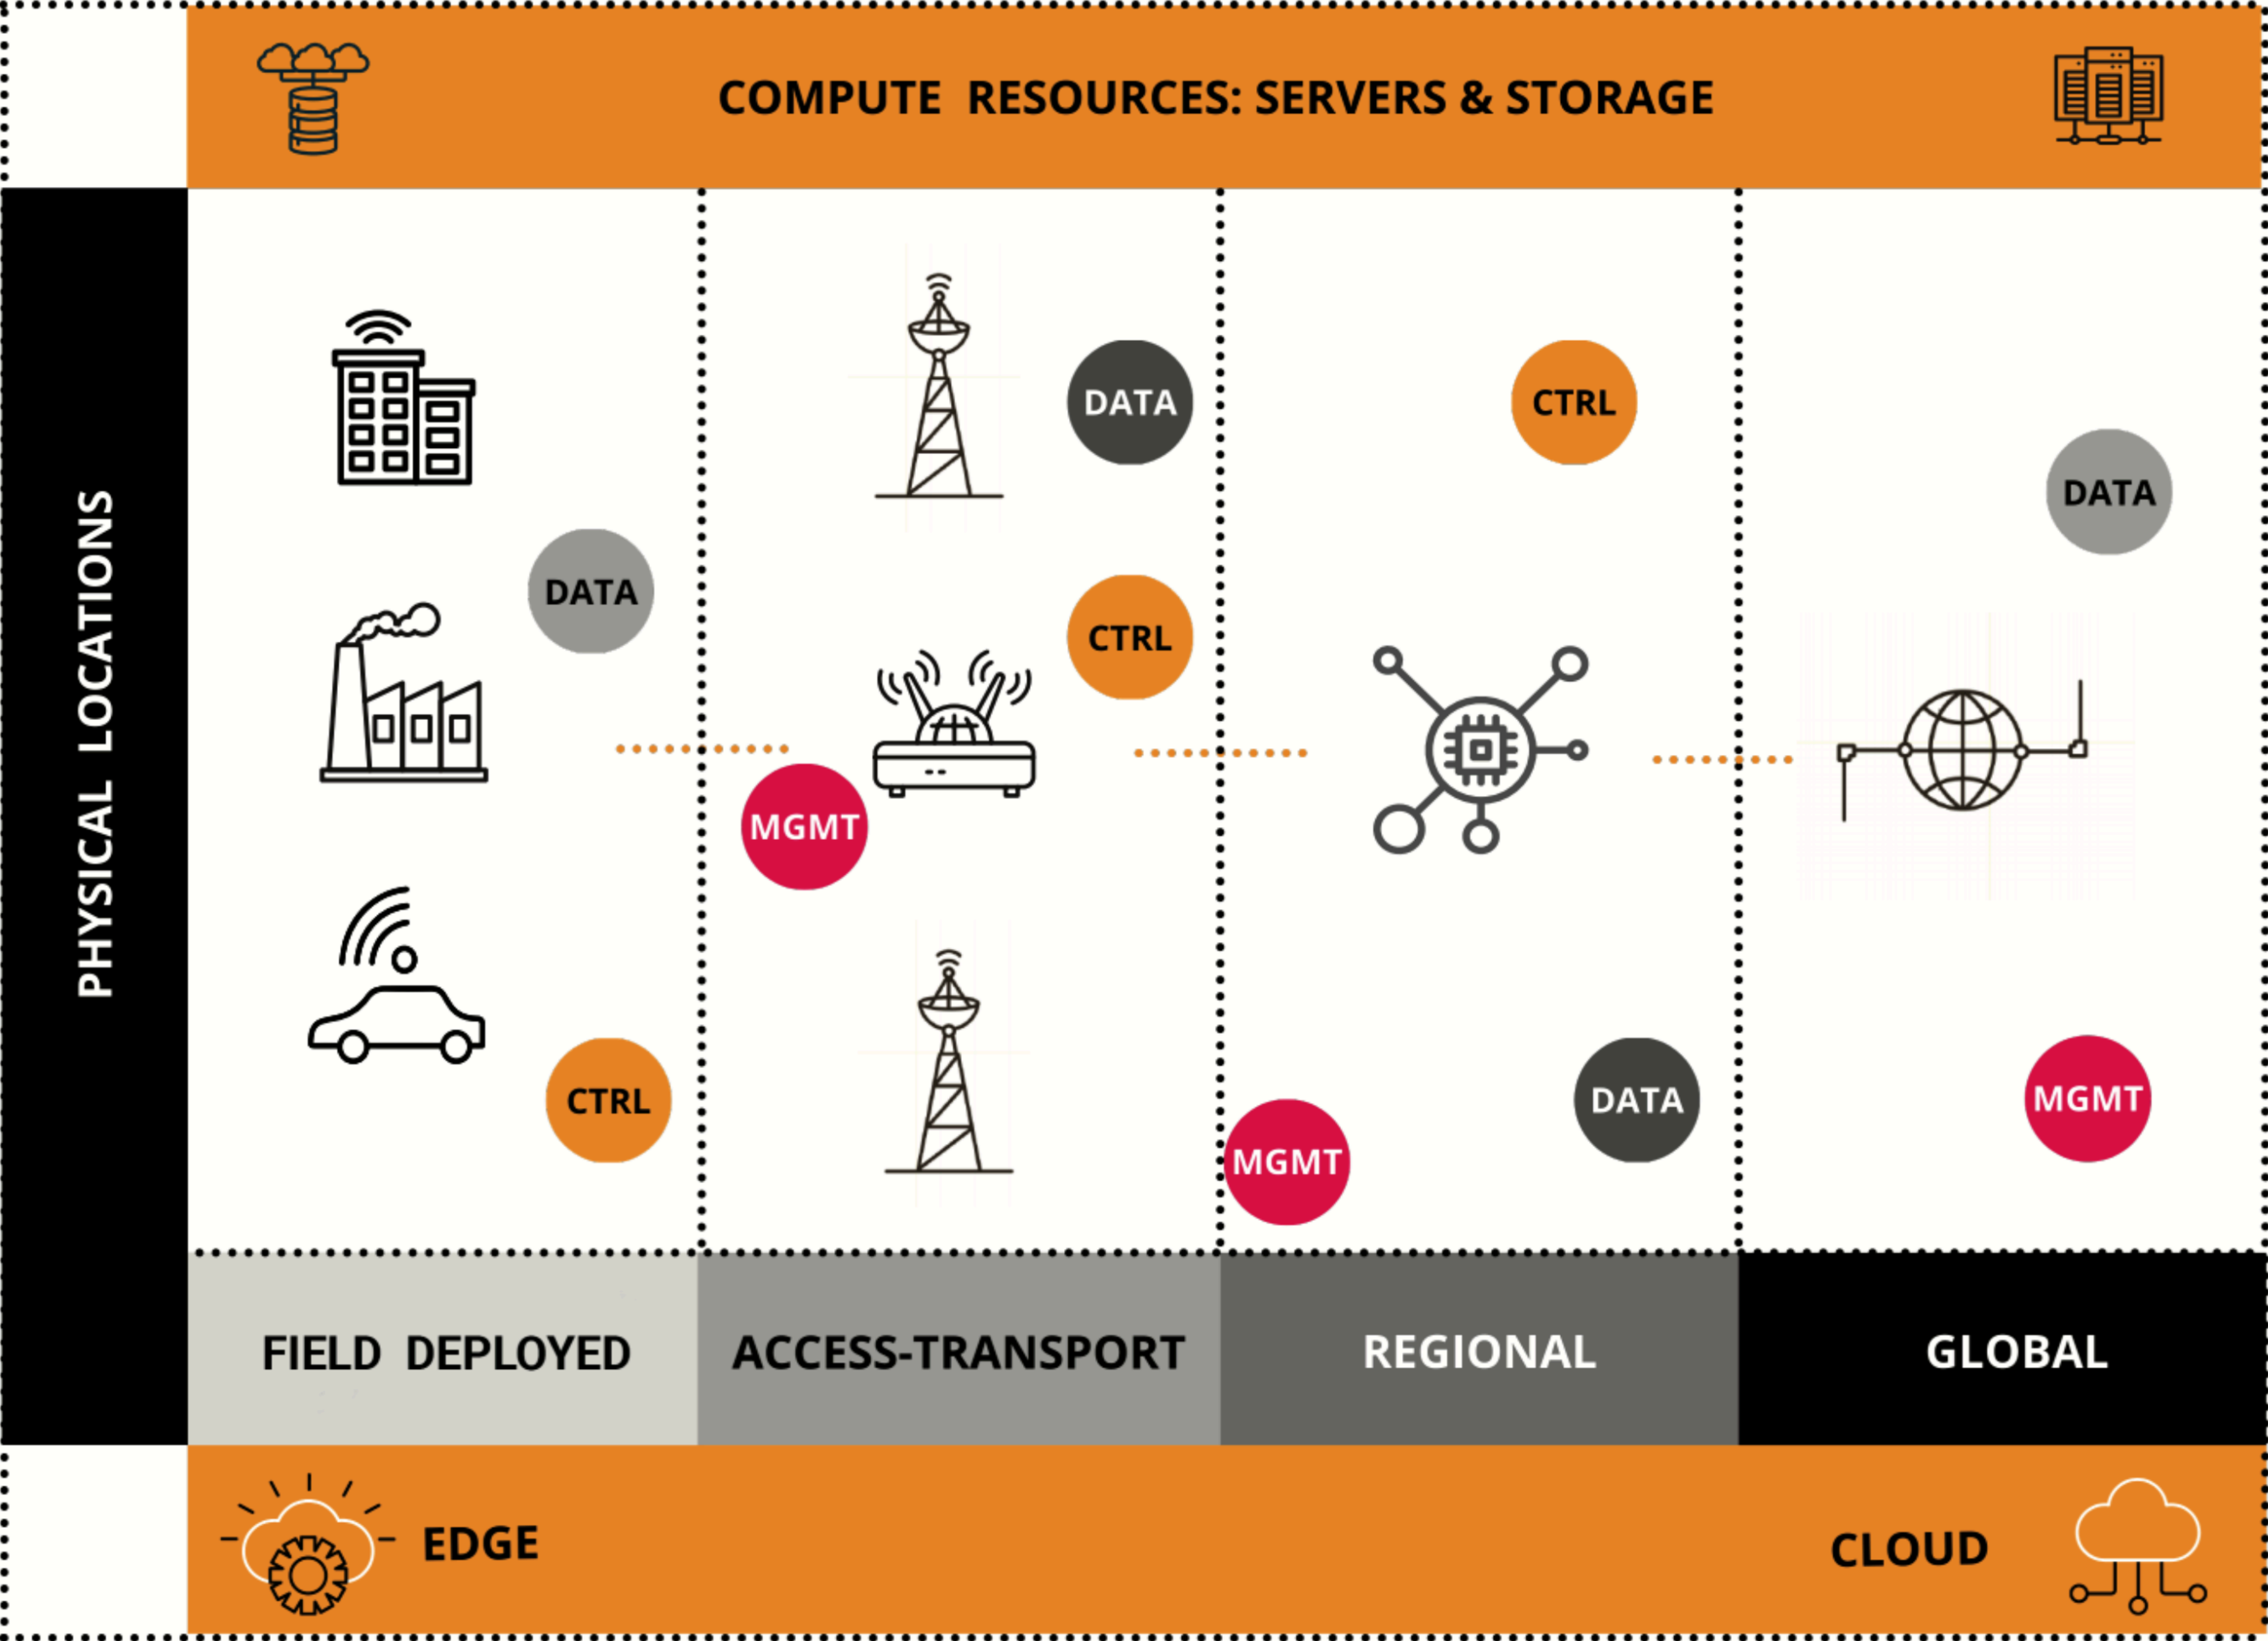 COMPUTE RESOURCES: SERVERS & STORAGE
PHYSICAL LOCATIONS
DATA
CTRL
DATA
CTRL
MGMT
CTRL
DATA
MGMT
DATA
MGMT
FIELD DEPLOYED
ACCESS-TRANSPORT
REGIONAL
GLOBAL
EDGE
CLOUD